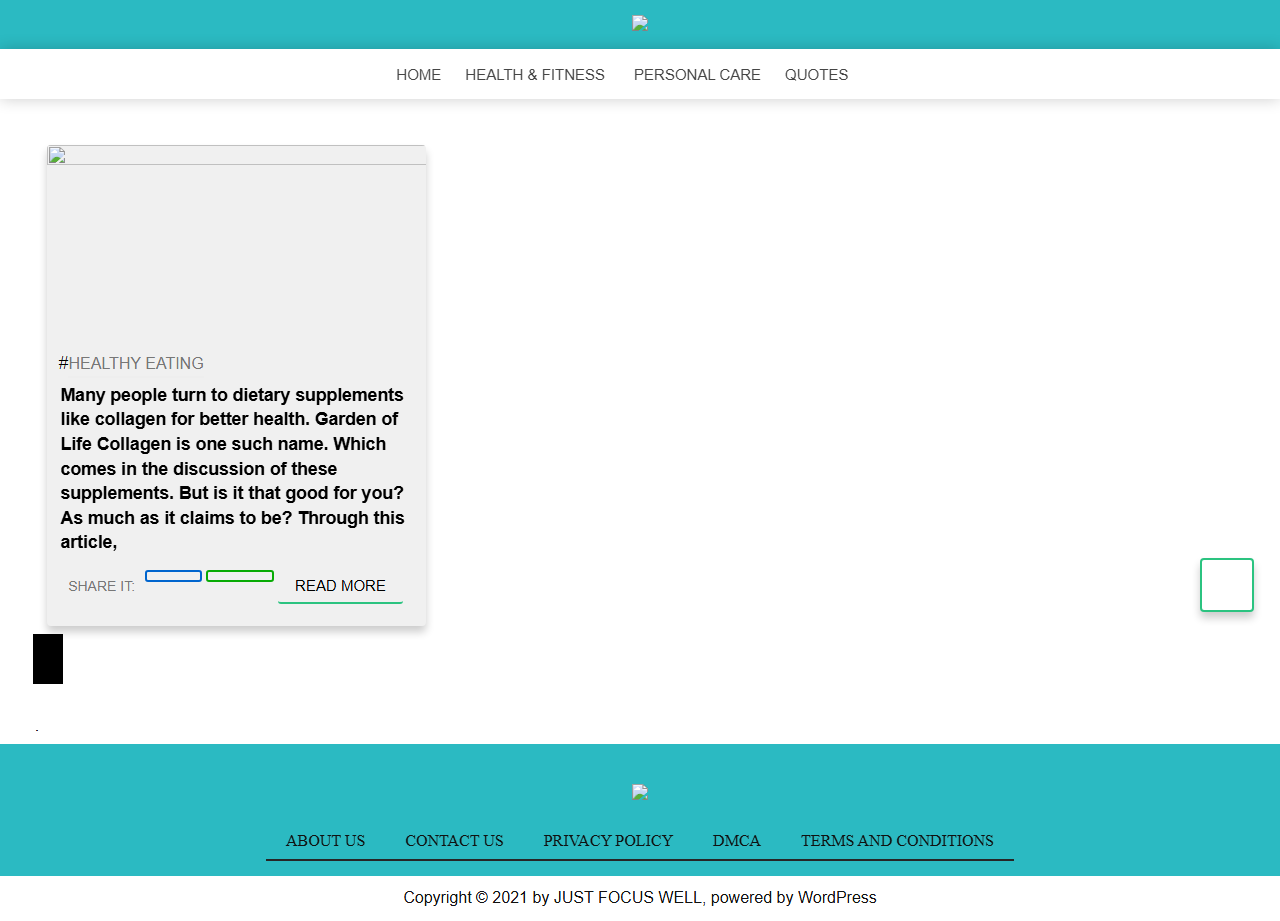 HOME HEALTH & FITNESS PERSONAL CARE QUOTES
#HEALTHY EATING
Many people turn to dietary supplements
like collagen for better health. Garden of
Life Collagen is one such name. Which
comes in the discussion of these
supplements. But is it that good for you?
As much as it claims to be? Through this
article,
SHARE IT: READ MORE
.
ABOUT US CONTACT US PRIVACY POLICY DMCA TERMS AND CONDITIONS
Copyright © 2021 by JUST FOCUS WELL, powered by WordPress